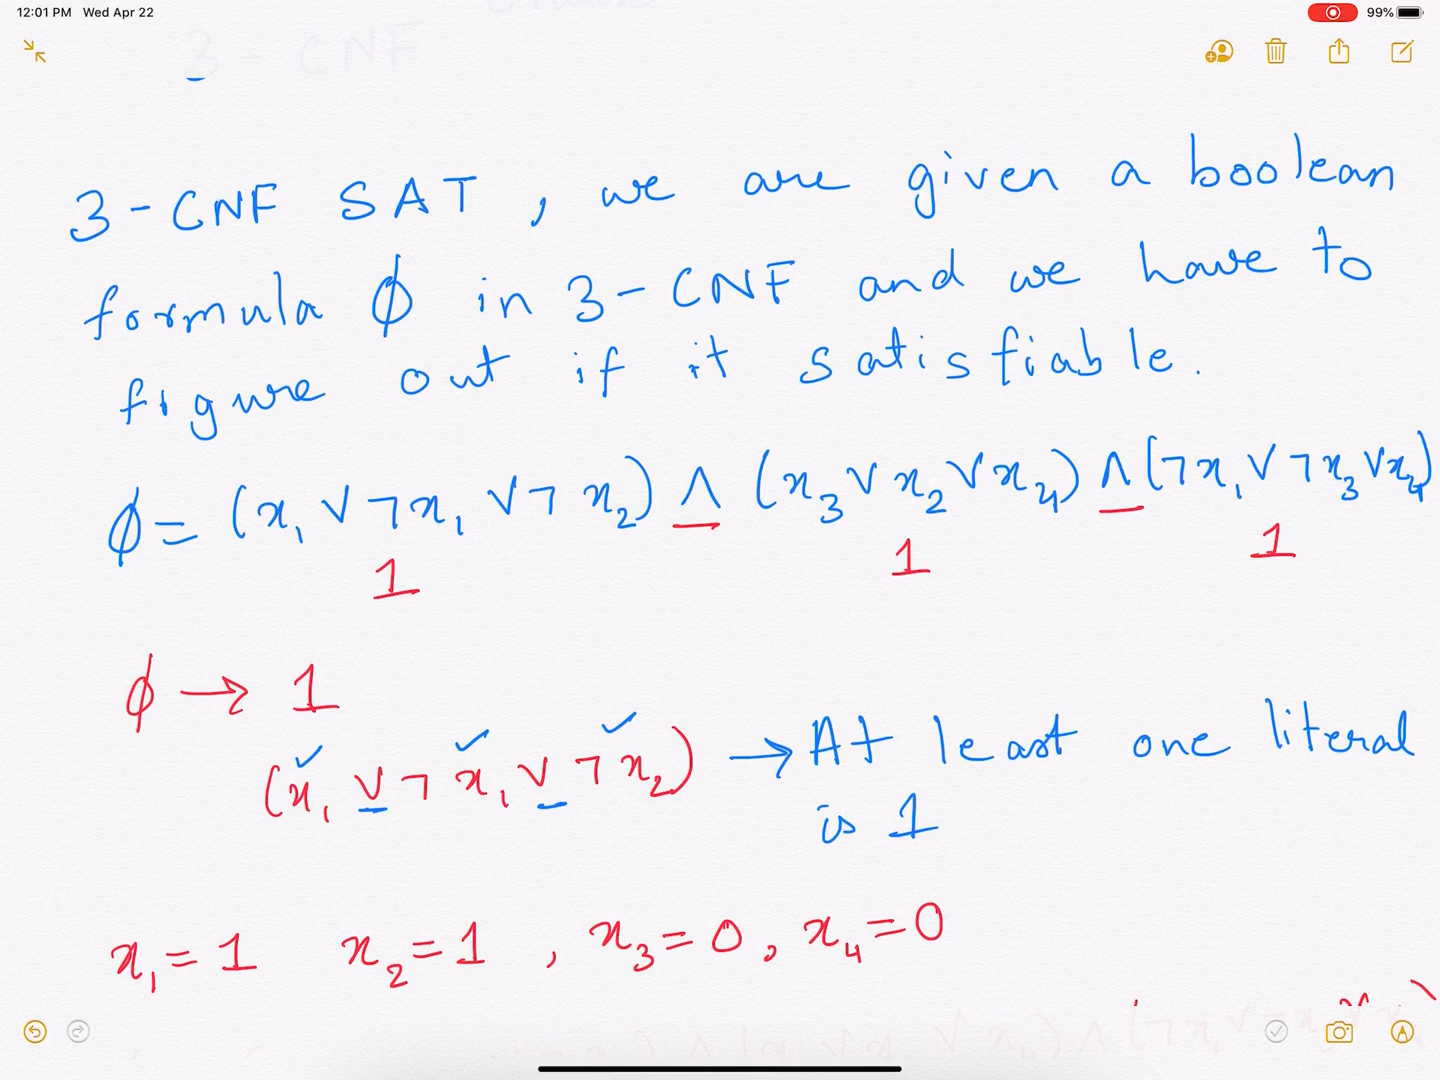 12:01 PM Wed Apr 22
99%
3 - CNF
3-CNF SAT, we are given a boolean
formula ϕ in 3-CNF and we have to
figure out if it satisfiable.
ϕ = (x₁ ∨ ¬x₁ ∨ ¬x₂) ∧ (x₃ ∨ x₂ ∨ x₄) ∧ (¬x₁ ∨ ¬x₃ ∨ x₄)
1 1 1
ϕ → 1
(x₁ ∨ ¬x₁ ∨ ¬x₂) → At least one literal
is 1
x₁ = 1 x₂ = 1 , x₃ = 0, x₄ = 0